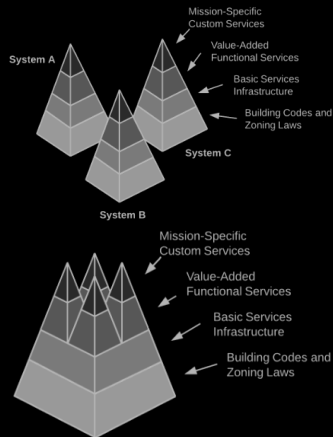 Mission-Specific
Custom Services
System A
Value-Added
Functional Services
Basic Services
Infrastructure
Building Codes and
Zoning Laws
System C
System B
Mission-Specific
Custom Services
Value-Added
Functional Services
Basic Services
Infrastructure
Building Codes and
Zoning Laws